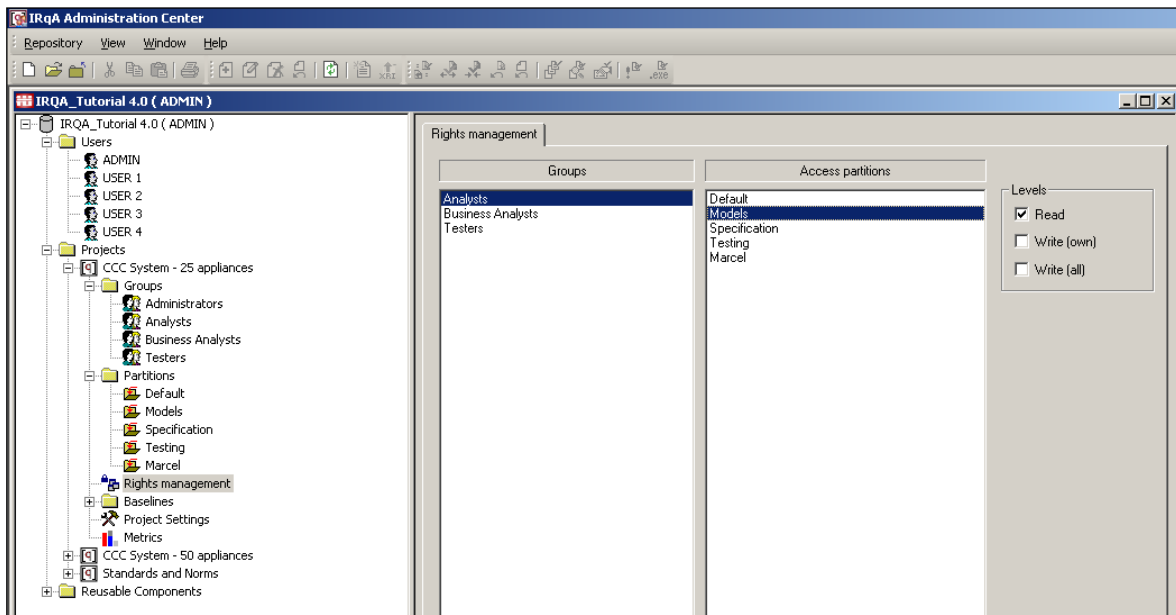 IRqA Administration Center
Repository View Window Help
IRQA_Tutorial 4.0 ( ADMIN )
IRQA_Tutorial 4.0 ( ADMIN )
Users
ADMIN
USER 1
USER 2
USER 3
USER 4
Projects
CCC System - 25 appliances
Groups
Administrators
Analysts
Business Analysts
Testers
Partitions
Default
Models
Specification
Testing
Marcel
Rights management
Baselines
Project Settings
Metrics
CCC System - 50 appliances
Standards and Norms
Reusable Components
Rights management
Groups
Analysts
Business Analysts
Testers
Access partitions
Default
Models
Specification
Testing
Marcel
Levels
Read
Write (own)
Write (all)